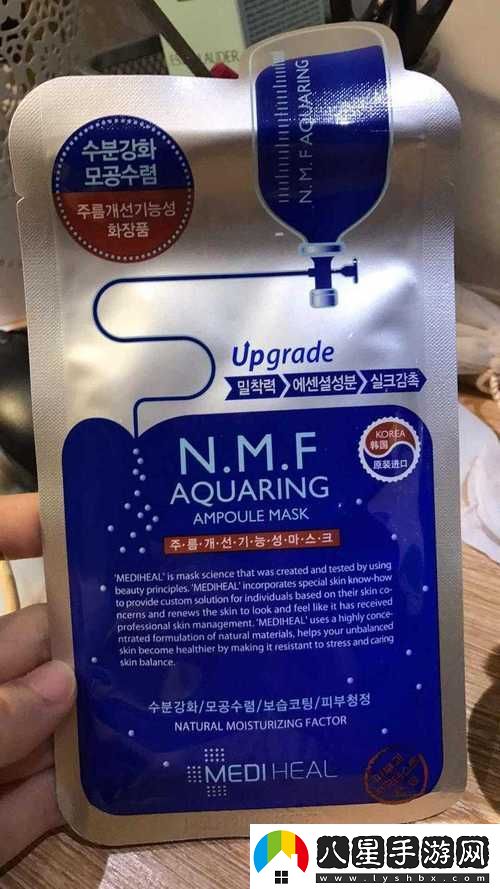 N.M.F AQUARING
수분강화
모공수렴
주름개선기능성
화장품
Upgrade
밀착력 에센셜성분 실크감촉
N.M.F
AQUARING
AMPOULE MASK
KOREA
韩国
原装进口
주·름·개·선·기·능·성·마·스·크
'MEDIHEAL' is mask science that was created and tested by using
beauty principles. 'MEDIHEAL' incorporates special skin know-how
to provide custom solution for individuals based on their skin co-
ncerns and renews the skin to look and feel like it has received
professional skin management. 'MEDIHEAL' uses a highly conce-
ntrated formulation of natural materials, helps your unbalanced
skin become healthier by making it resistant to stress and caring
skin balance.
수분강화/모공수렴/보습코팅/피부청정
NATURAL MOISTURIZING FACTOR
MEDIHEAL
八星手游网
www.lyshbx.com